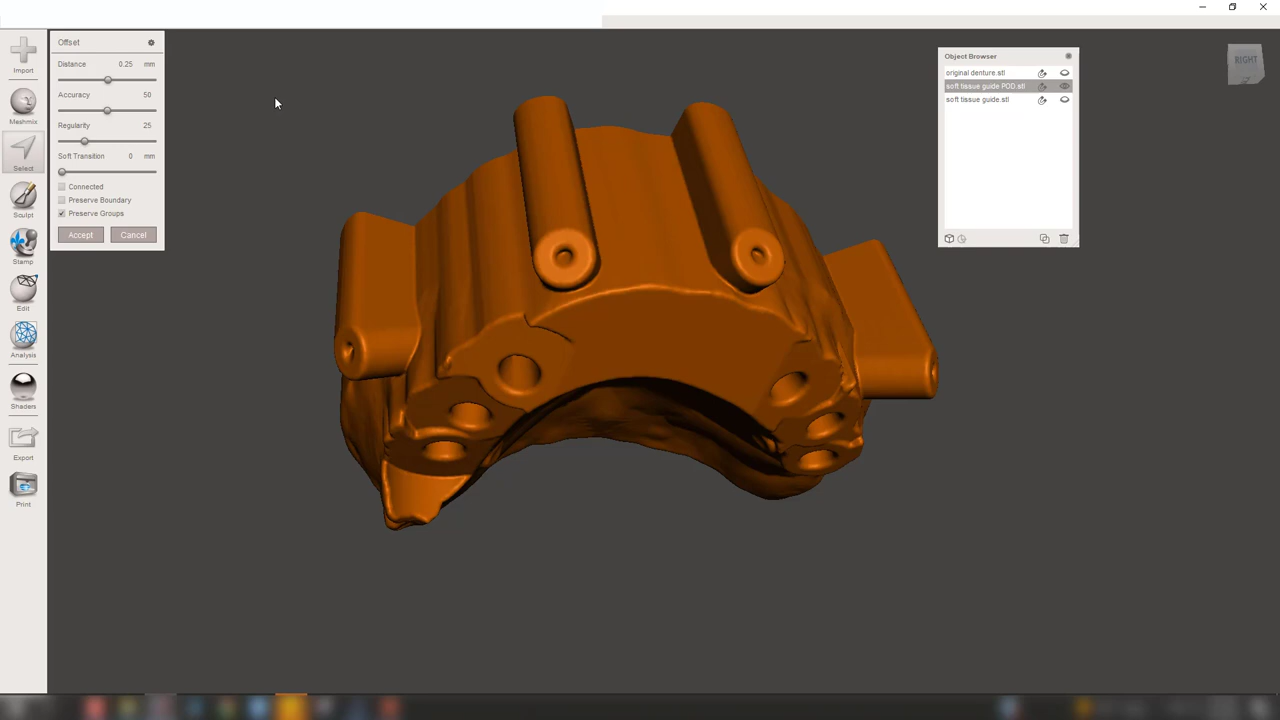 Import
Meshmix
Select
Sculpt
Stamp
Edit
Analysis
Shaders
Export
Print
Offset
Distance 0.25 mm
Accuracy 50
Regularity 25
Soft Transition 0 mm
Connected
Preserve Boundary
Preserve Groups
Accept Cancel
Object Browser
original denture.stl
soft tissue guide POD.stl
soft tissue guide.stl
RIGHT